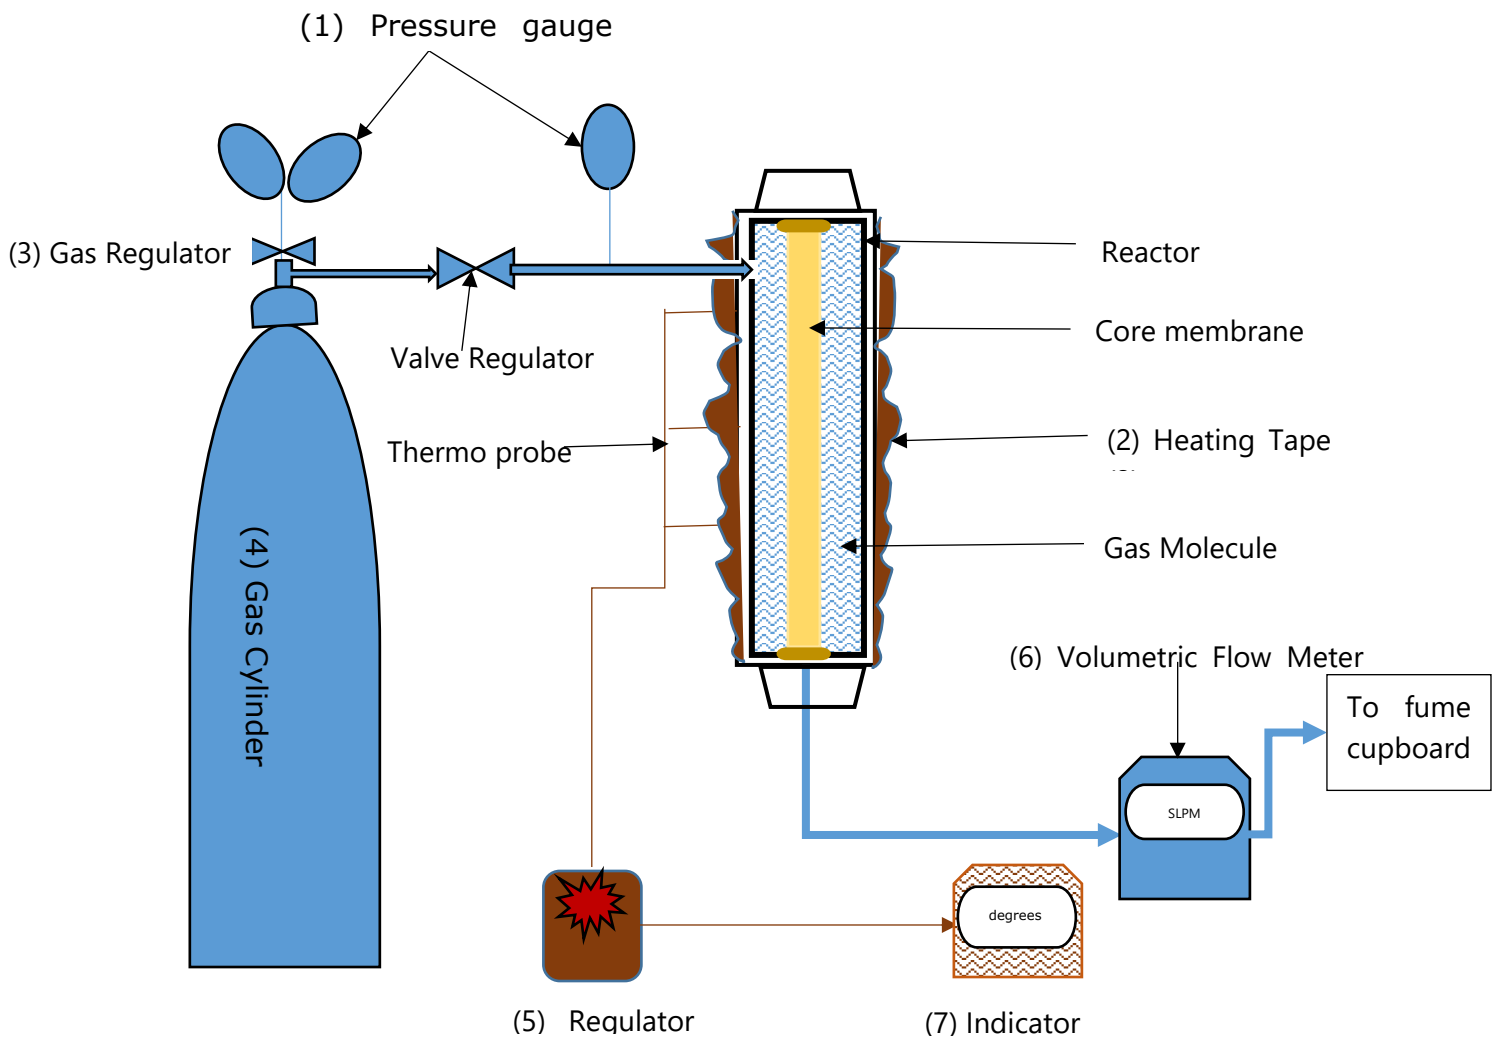 (1) Pressure gauge
(3) Gas Regulator
Valve Regulator
Thermo probe
(4) Gas Cylinder
Reactor
Core membrane
(2) Heating Tape
Gas Molecule
(6) Volumetric Flow Meter
To fume
cupboard
SLPM
degrees
(5) Regulator
(7) Indicator